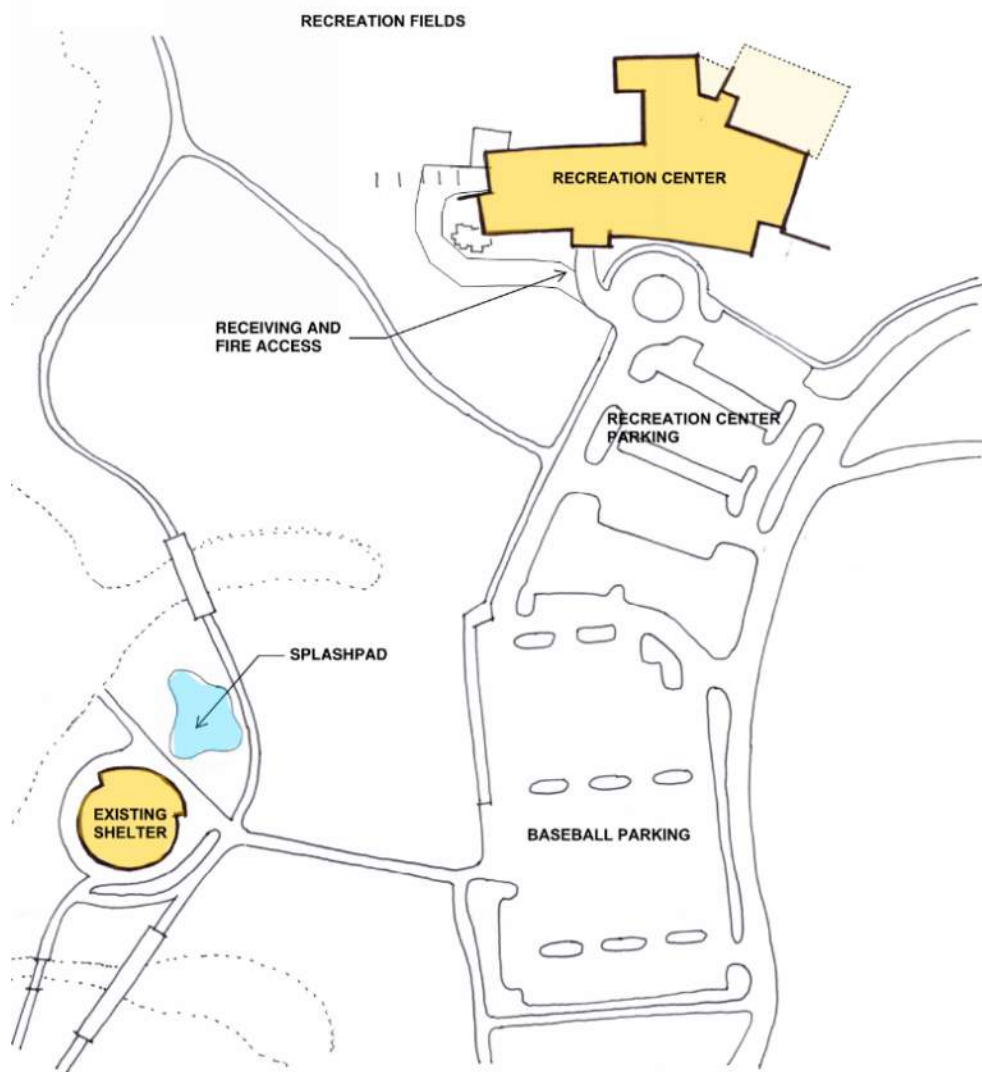 RECREATION FIELDS
RECREATION CENTER
RECEIVING AND
FIRE ACCESS
RECREATION CENTER
PARKING
SPLASHPAD
EXISTING
SHELTER
BASEBALL PARKING